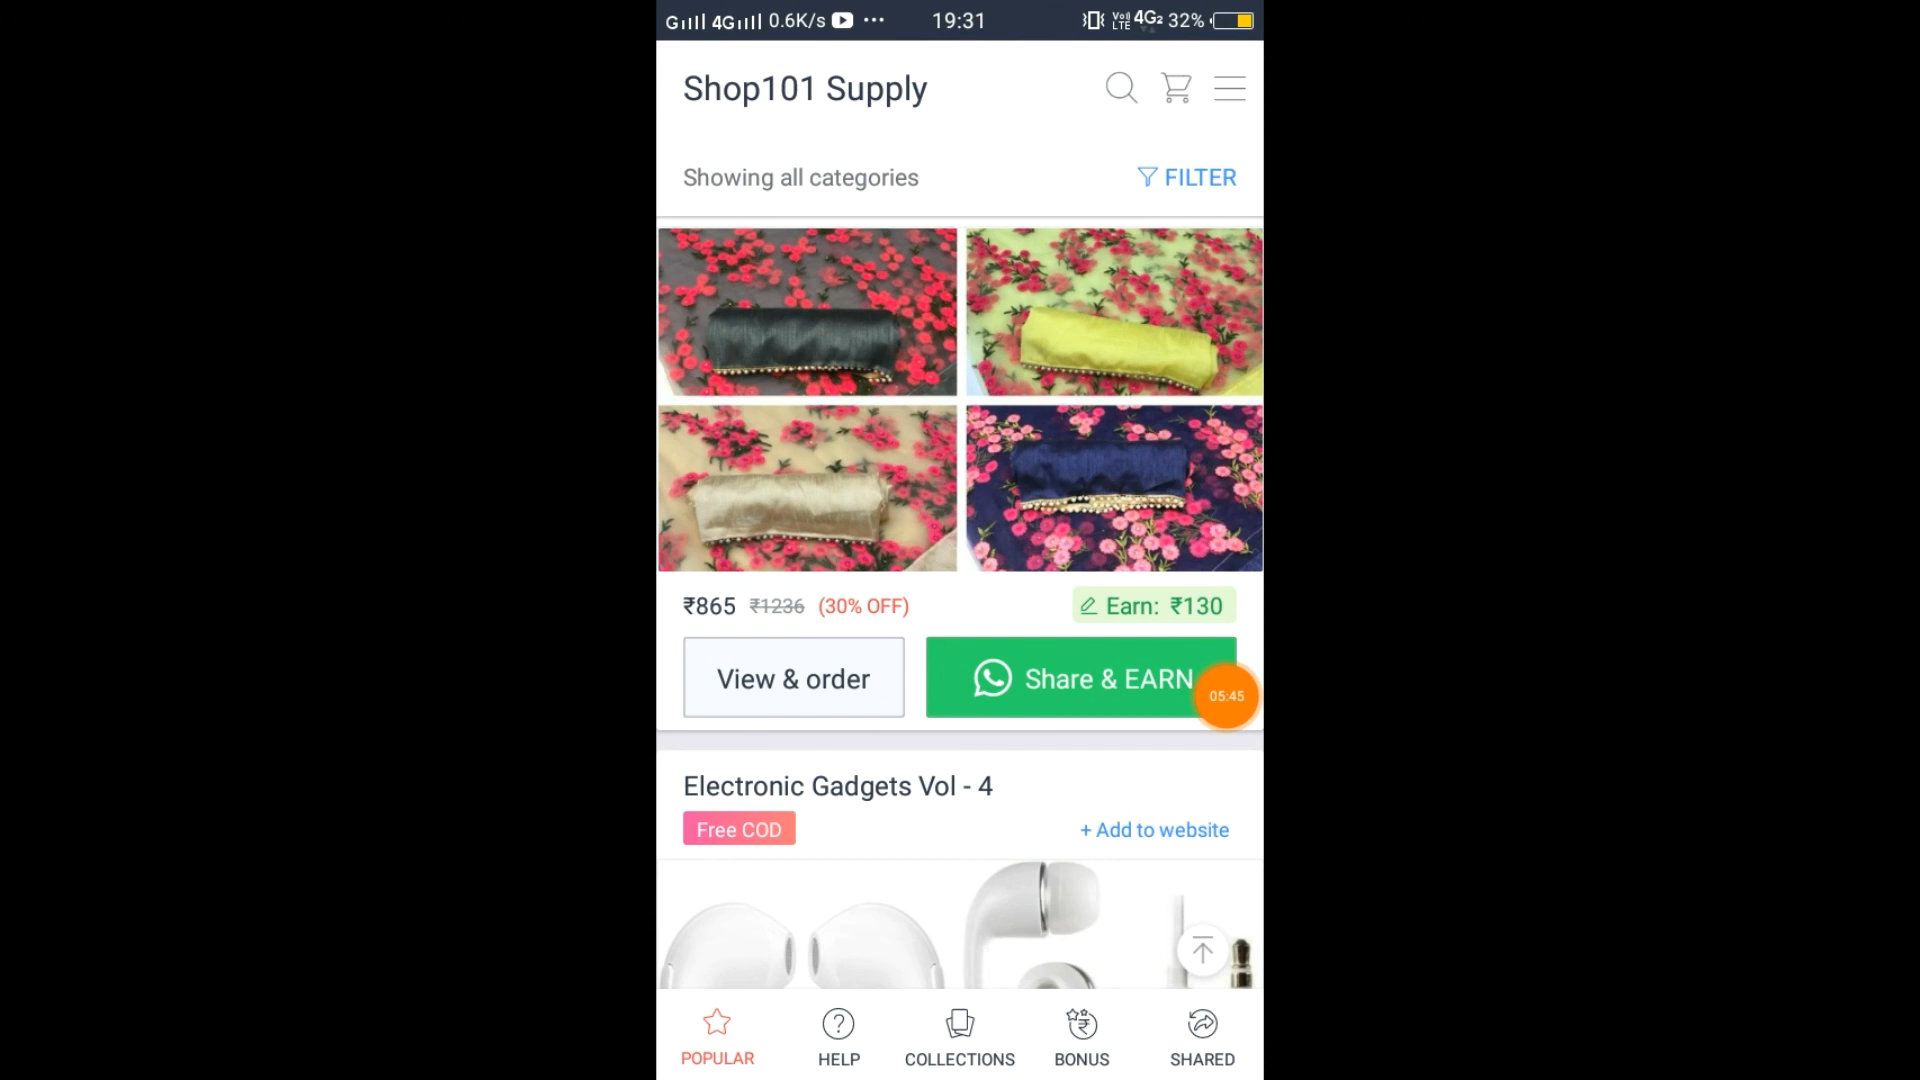 G 4G 0.6K/s ... 19:31 VoLTE 4G2 32%
Shop101 Supply
Showing all categories FILTER
₹865 ₹1236 (30% OFF) Earn: ₹130
View & order Share & EARN
05:45
Electronic Gadgets Vol - 4
Free COD + Add to website
POPULAR HELP COLLECTIONS BONUS SHARED